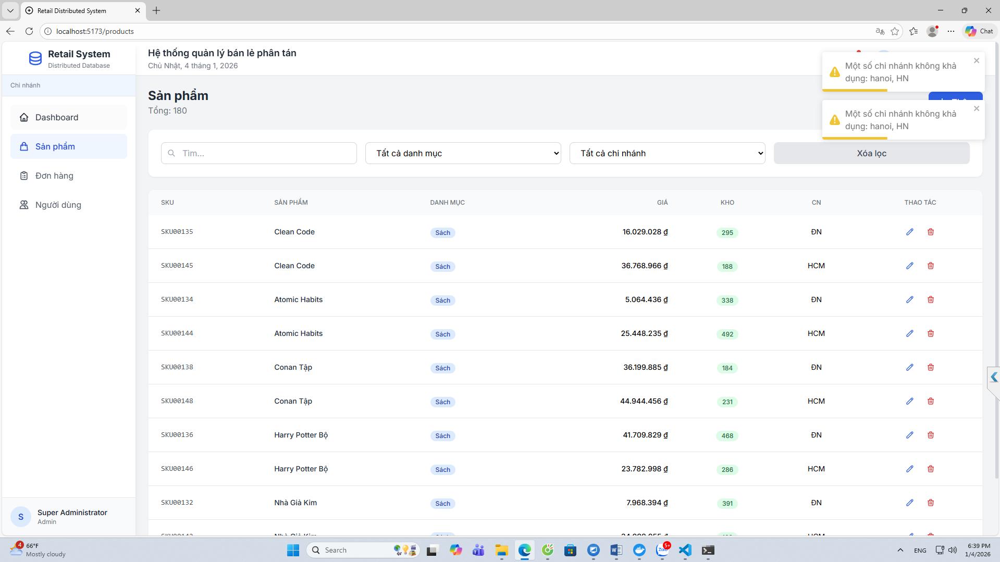 Retail Distributed System
localhost:5173/products
Chat
Retail System
Distributed Database
Chi nhánh
Dashboard
Sản phẩm
Đơn hàng
Người dùng
S
Super Administrator
Admin
Hệ thống quản lý bán lẻ phân tán
Chủ Nhật, 4 tháng 1, 2026
Một số chi nhánh không khả
dụng: hanoi, HN
Một số chi nhánh không khả
dụng: hanoi, HN
Sản phẩm
Tổng: 180
Tìm...
Tất cả danh mục
Tất cả chi nhánh
Xóa lọc
SKU SẢN PHẨM DANH MỤC GIÁ KHO CN THAO TÁC
SKU00135 Clean Code Sách 16.029.028 ₫ 295 ĐN
SKU00145 Clean Code Sách 36.768.966 ₫ 188 HCM
SKU00134 Atomic Habits Sách 5.064.436 ₫ 338 ĐN
SKU00144 Atomic Habits Sách 25.448.235 ₫ 492 HCM
SKU00138 Conan Tập Sách 36.199.885 ₫ 184 ĐN
SKU00148 Conan Tập Sách 44.944.456 ₫ 231 HCM
SKU00136 Harry Potter Bộ Sách 41.709.829 ₫ 468 ĐN
SKU00146 Harry Potter Bộ Sách 23.782.998 ₫ 286 HCM
SKU00132 Nhà Giả Kim Sách 7.968.394 ₫ 391 ĐN
4
66°F
Mostly cloudy
Search
Zalo
5+
ENG
6:39 PM
1/4/2026